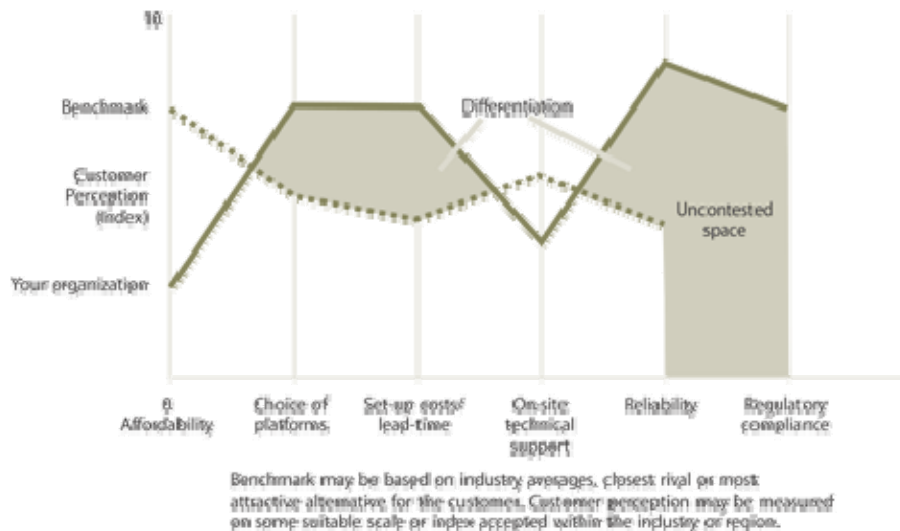 10
Benchmark
Differentiation
Customer
Perception
(Index)
Uncontested
space
Your organization
0
Affordability
Choice of
platforms
Set-up costs/
lead-time
On-site
technical
support
Reliability
Regulatory
compliance
Benchmark may be based on industry averages, closest rival or most
attractive alternative for the customer. Customer perception may be measured
on some suitable scale or index accepted within the industry or region.